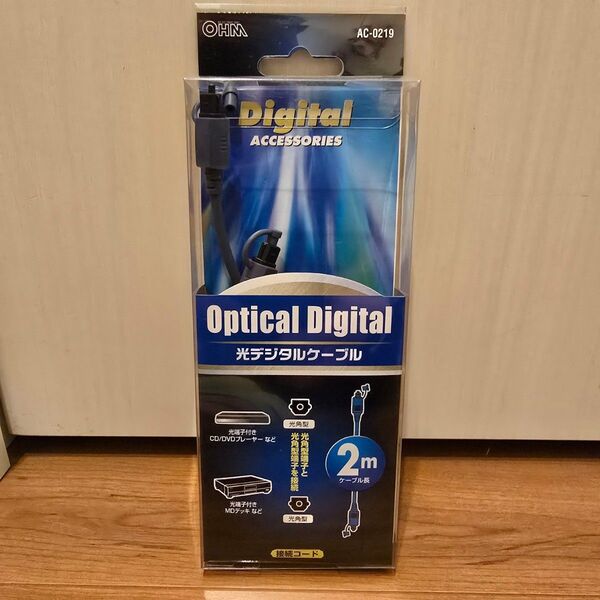 OHM
AC-0219
Digital
ACCESSORIES
Optical Digital
光デジタルケーブル
光端子付き
CD/DVDプレーヤー など
光角型
光角型端子と
光角型端子を接続
2m
ケーブル長
光端子付き
MDデッキ など
光角型
接続コード